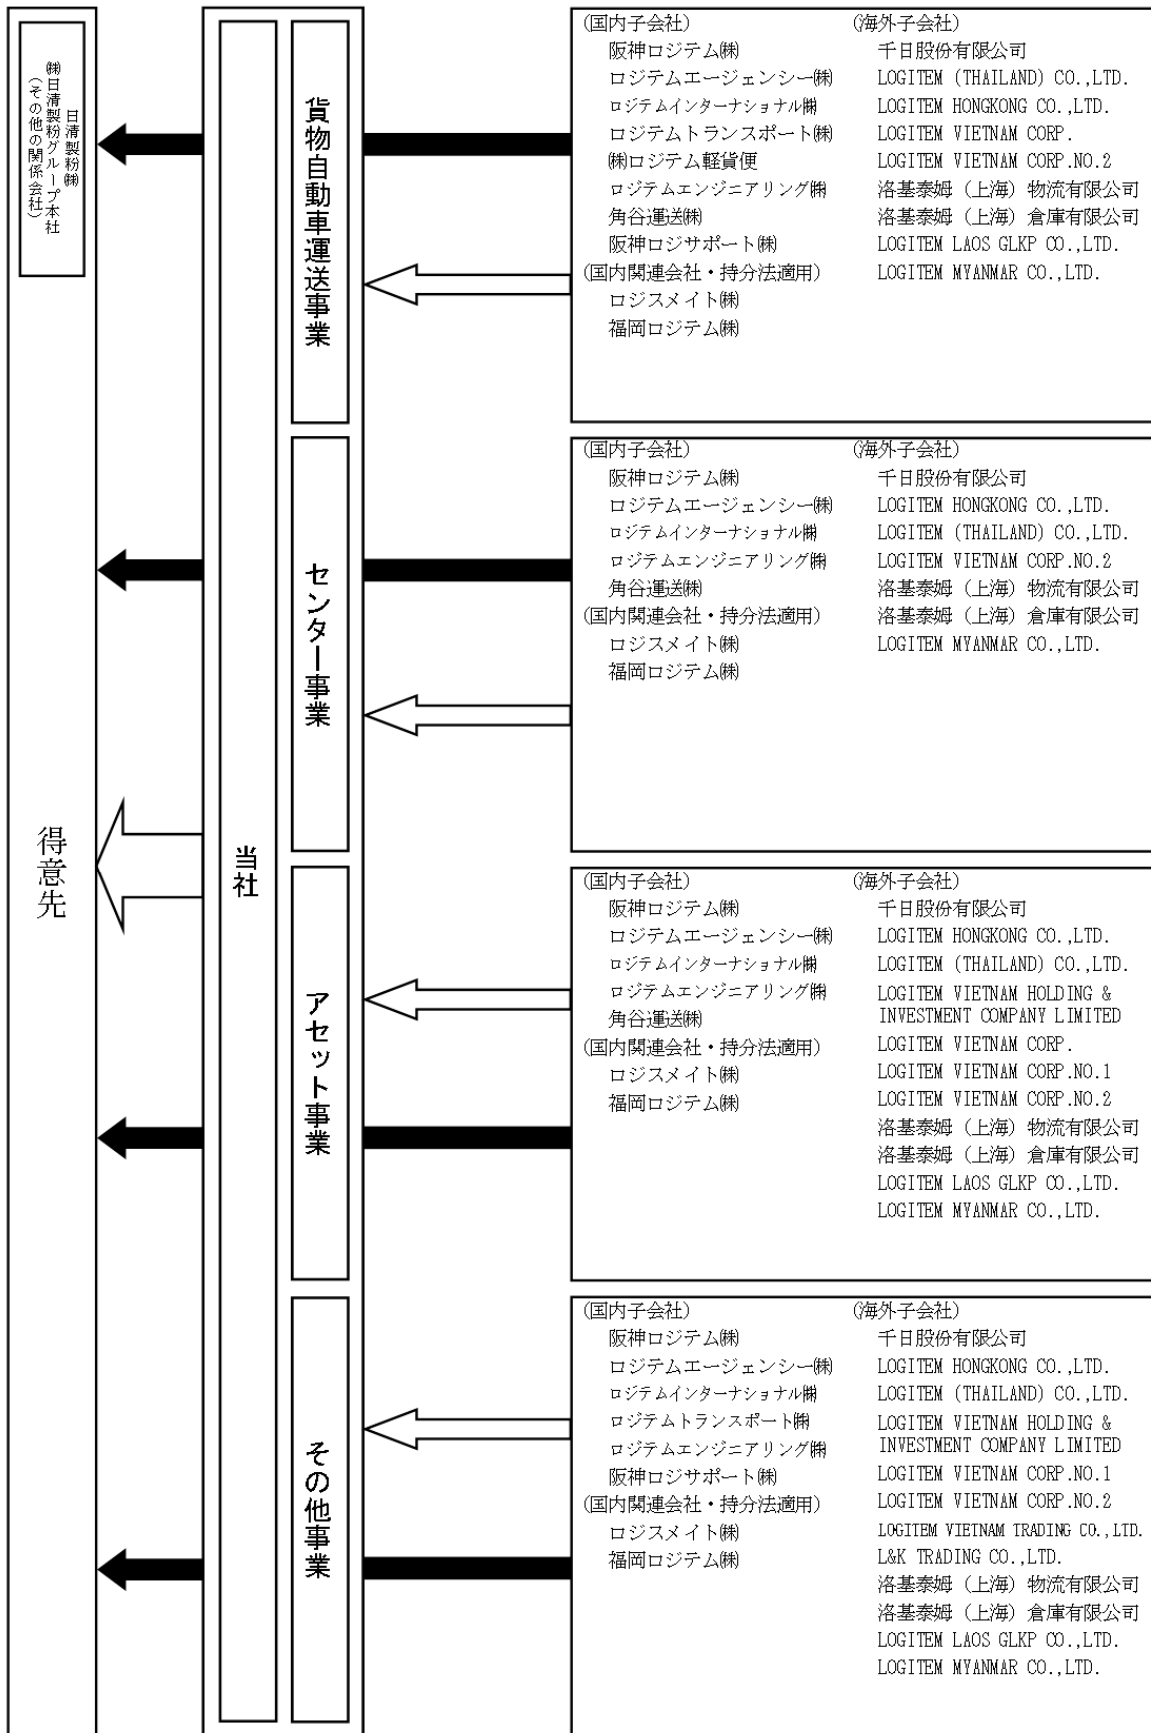 日清製粉㈱
㈱日清製粉グループ本社
(その他の関係会社)
得意先
当社
貨物自動車運送事業
(国内子会社)
阪神ロジテム㈱
ロジテムエージェンシー㈱
ロジテムインターナショナル㈱
ロジテムトランスポート㈱
㈱ロジテム軽貨便
ロジテムエンジニアリング㈱
角谷運送㈱
阪神ロジサポート㈱
(国内関連会社・持分法適用)
ロジスメイト㈱
福岡ロジテム㈱
(海外子会社)
千日股份有限公司
LOGITEM (THAILAND) CO.,LTD.
LOGITEM HONGKONG CO.,LTD.
LOGITEM VIETNAM CORP.
LOGITEM VIETNAM CORP.NO.2
洛基泰姆（上海）物流有限公司
洛基泰姆（上海）倉庫有限公司
LOGITEM LAOS GLKP CO.,LTD.
LOGITEM MYANMAR CO.,LTD.
センター事業
(国内子会社)
阪神ロジテム㈱
ロジテムエージェンシー㈱
ロジテムインターナショナル㈱
ロジテムエンジニアリング㈱
角谷運送㈱
(国内関連会社・持分法適用)
ロジスメイト㈱
福岡ロジテム㈱
(海外子会社)
千日股份有限公司
LOGITEM HONGKONG CO.,LTD.
LOGITEM (THAILAND) CO.,LTD.
LOGITEM VIETNAM CORP.NO.2
洛基泰姆（上海）物流有限公司
洛基泰姆（上海）倉庫有限公司
LOGITEM MYANMAR CO.,LTD.
アセット事業
(国内子会社)
阪神ロジテム㈱
ロジテムエージェンシー㈱
ロジテムインターナショナル㈱
ロジテムエンジニアリング㈱
角谷運送㈱
(国内関連会社・持分法適用)
ロジスメイト㈱
福岡ロジテム㈱
(海外子会社)
千日股份有限公司
LOGITEM HONGKONG CO.,LTD.
LOGITEM (THAILAND) CO.,LTD.
LOGITEM VIETNAM HOLDING &
INVESTMENT COMPANY LIMITED
LOGITEM VIETNAM CORP.
LOGITEM VIETNAM CORP.NO.1
LOGITEM VIETNAM CORP.NO.2
洛基泰姆（上海）物流有限公司
洛基泰姆（上海）倉庫有限公司
LOGITEM LAOS GLKP CO.,LTD.
LOGITEM MYANMAR CO.,LTD.
その他事業
(国内子会社)
阪神ロジテム㈱
ロジテムエージェンシー㈱
ロジテムインターナショナル㈱
ロジテムトランスポート㈱
ロジテムエンジニアリング㈱
阪神ロジサポート㈱
(国内関連会社・持分法適用)
ロジスメイト㈱
福岡ロジテム㈱
(海外子会社)
千日股份有限公司
LOGITEM HONGKONG CO.,LTD.
LOGITEM (THAILAND) CO.,LTD.
LOGITEM VIETNAM HOLDING &
INVESTMENT COMPANY LIMITED
LOGITEM VIETNAM CORP.NO.1
LOGITEM VIETNAM CORP.NO.2
LOGITEM VIETNAM TRADING CO.,LTD.
L&K TRADING CO.,LTD.
洛基泰姆（上海）物流有限公司
洛基泰姆（上海）倉庫有限公司
LOGITEM LAOS GLKP CO.,LTD.
LOGITEM MYANMAR CO.,LTD.